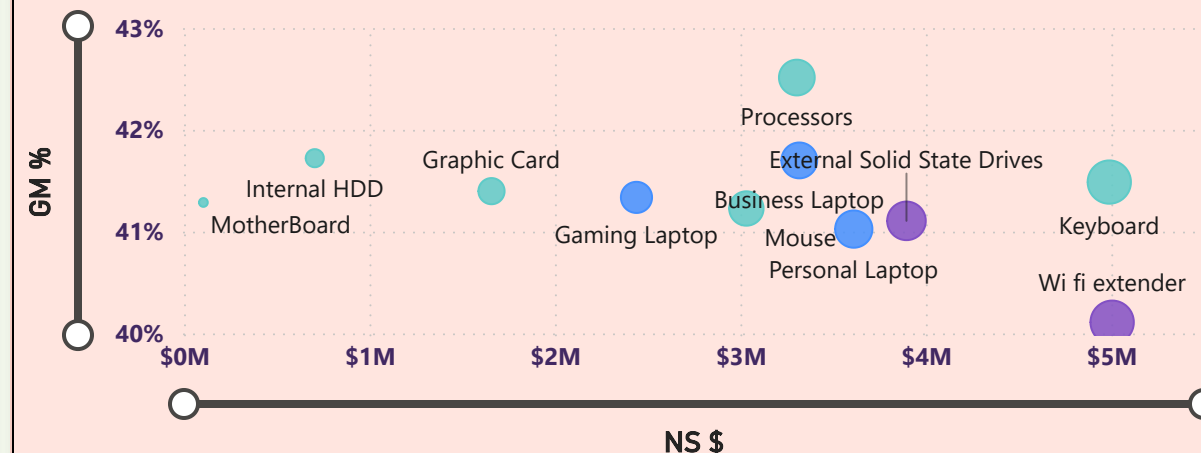 43%
42%
41%
40%
GM %
Processors
Graphic Card
External Solid State Drives
Internal HDD
Business Laptop
MotherBoard
Gaming Laptop
Mouse
Keyboard
Personal Laptop
Wi fi extender
$0M
$1M
$2M
$3M
$4M
$5M
NS $